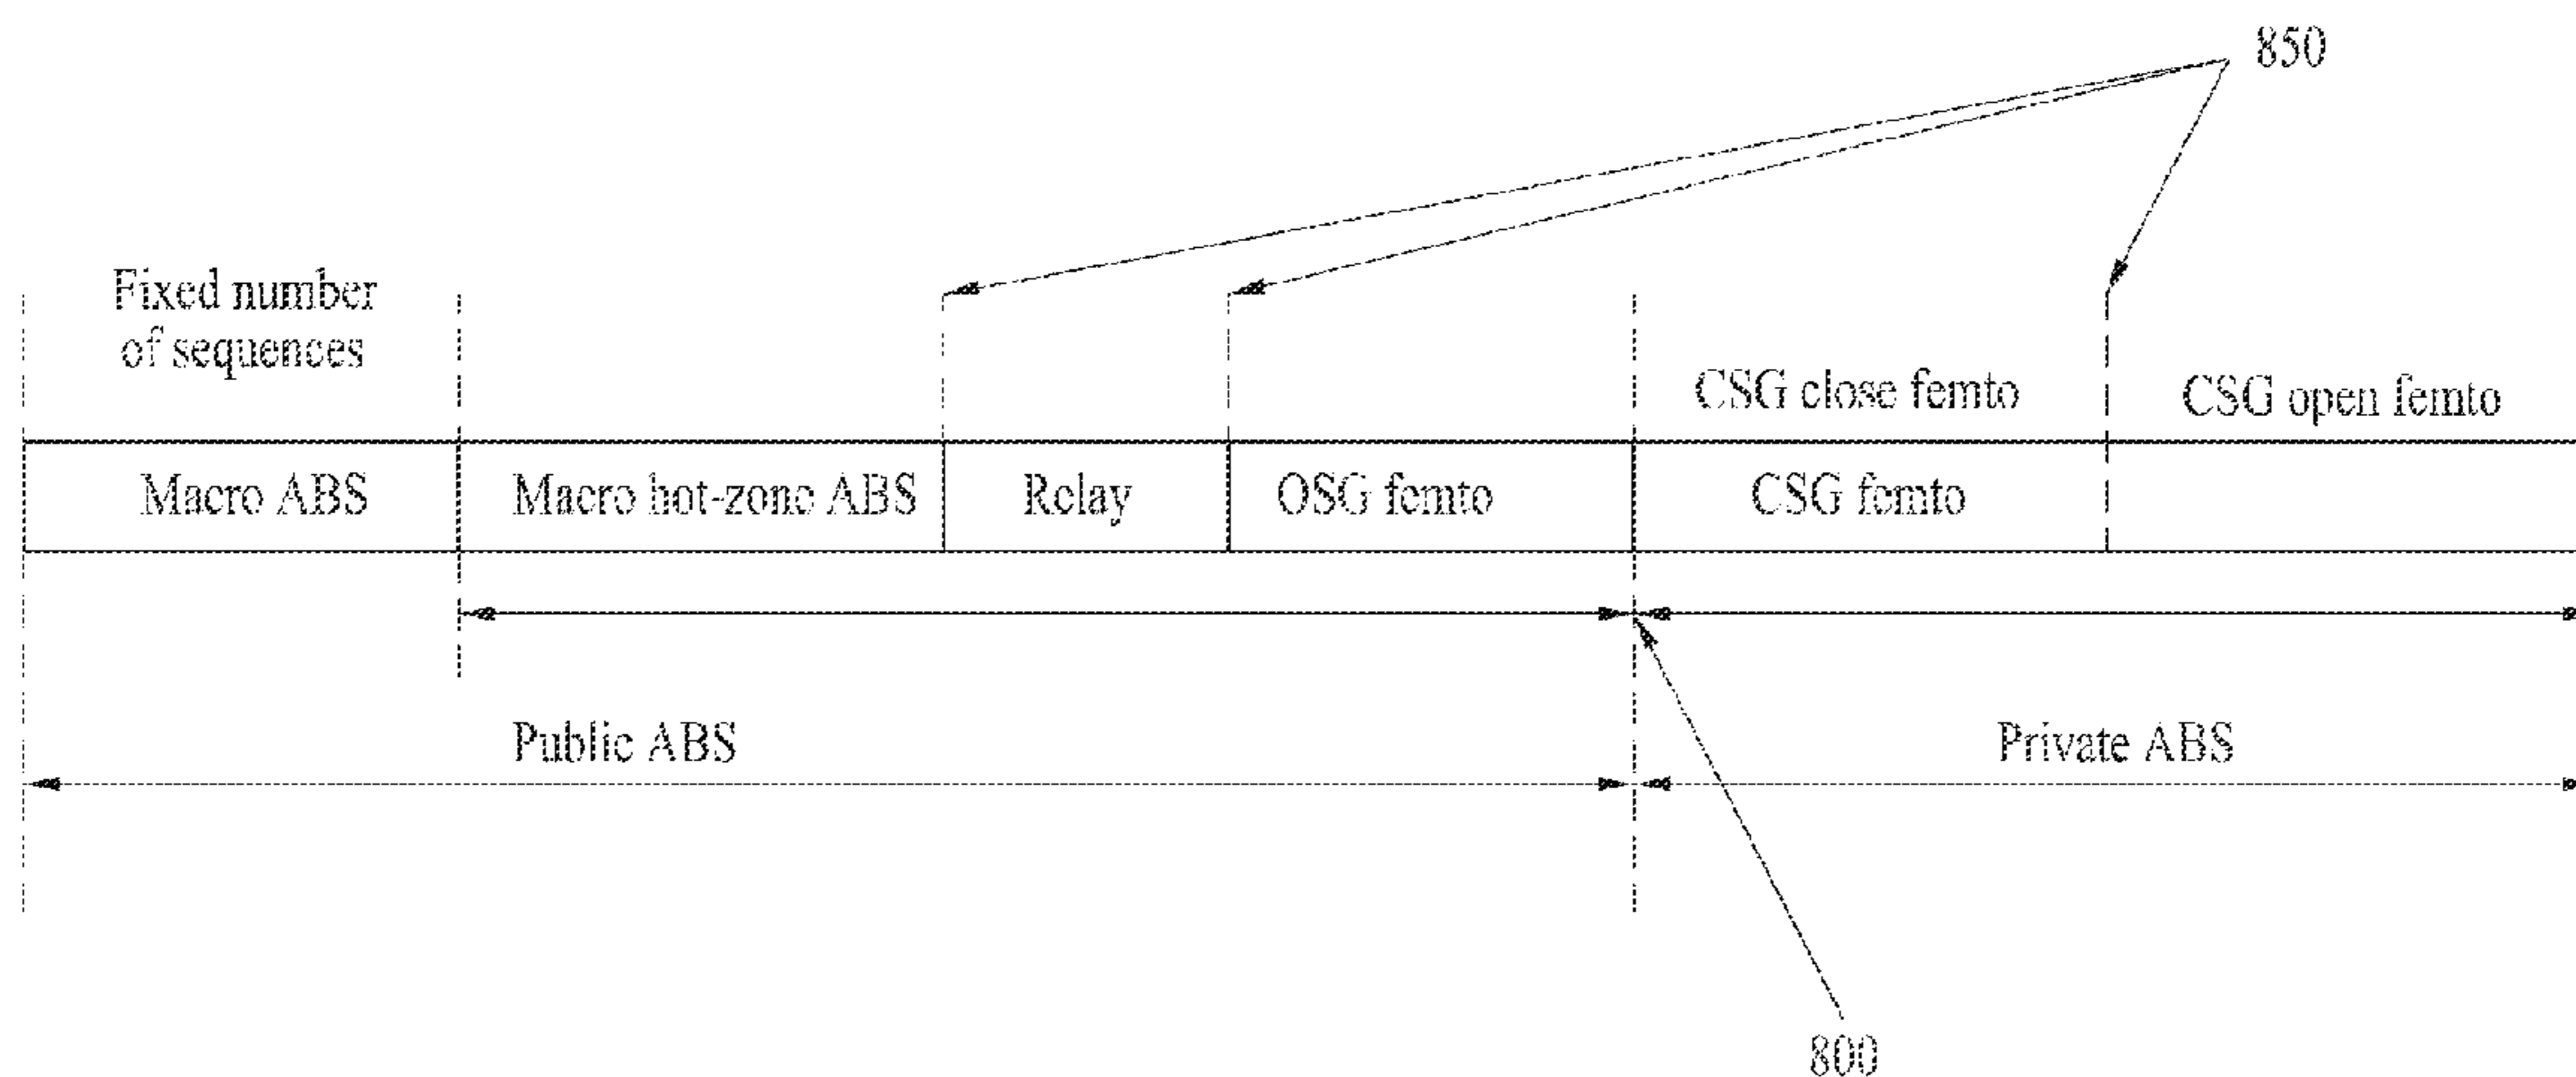 850
Fixed number
of sequences
CSG close femto
CSG open femto
Macro ABS
Macro hot-zone ABS
Relay
OSG femto
CSG femto
Public ABS
Private ABS
800